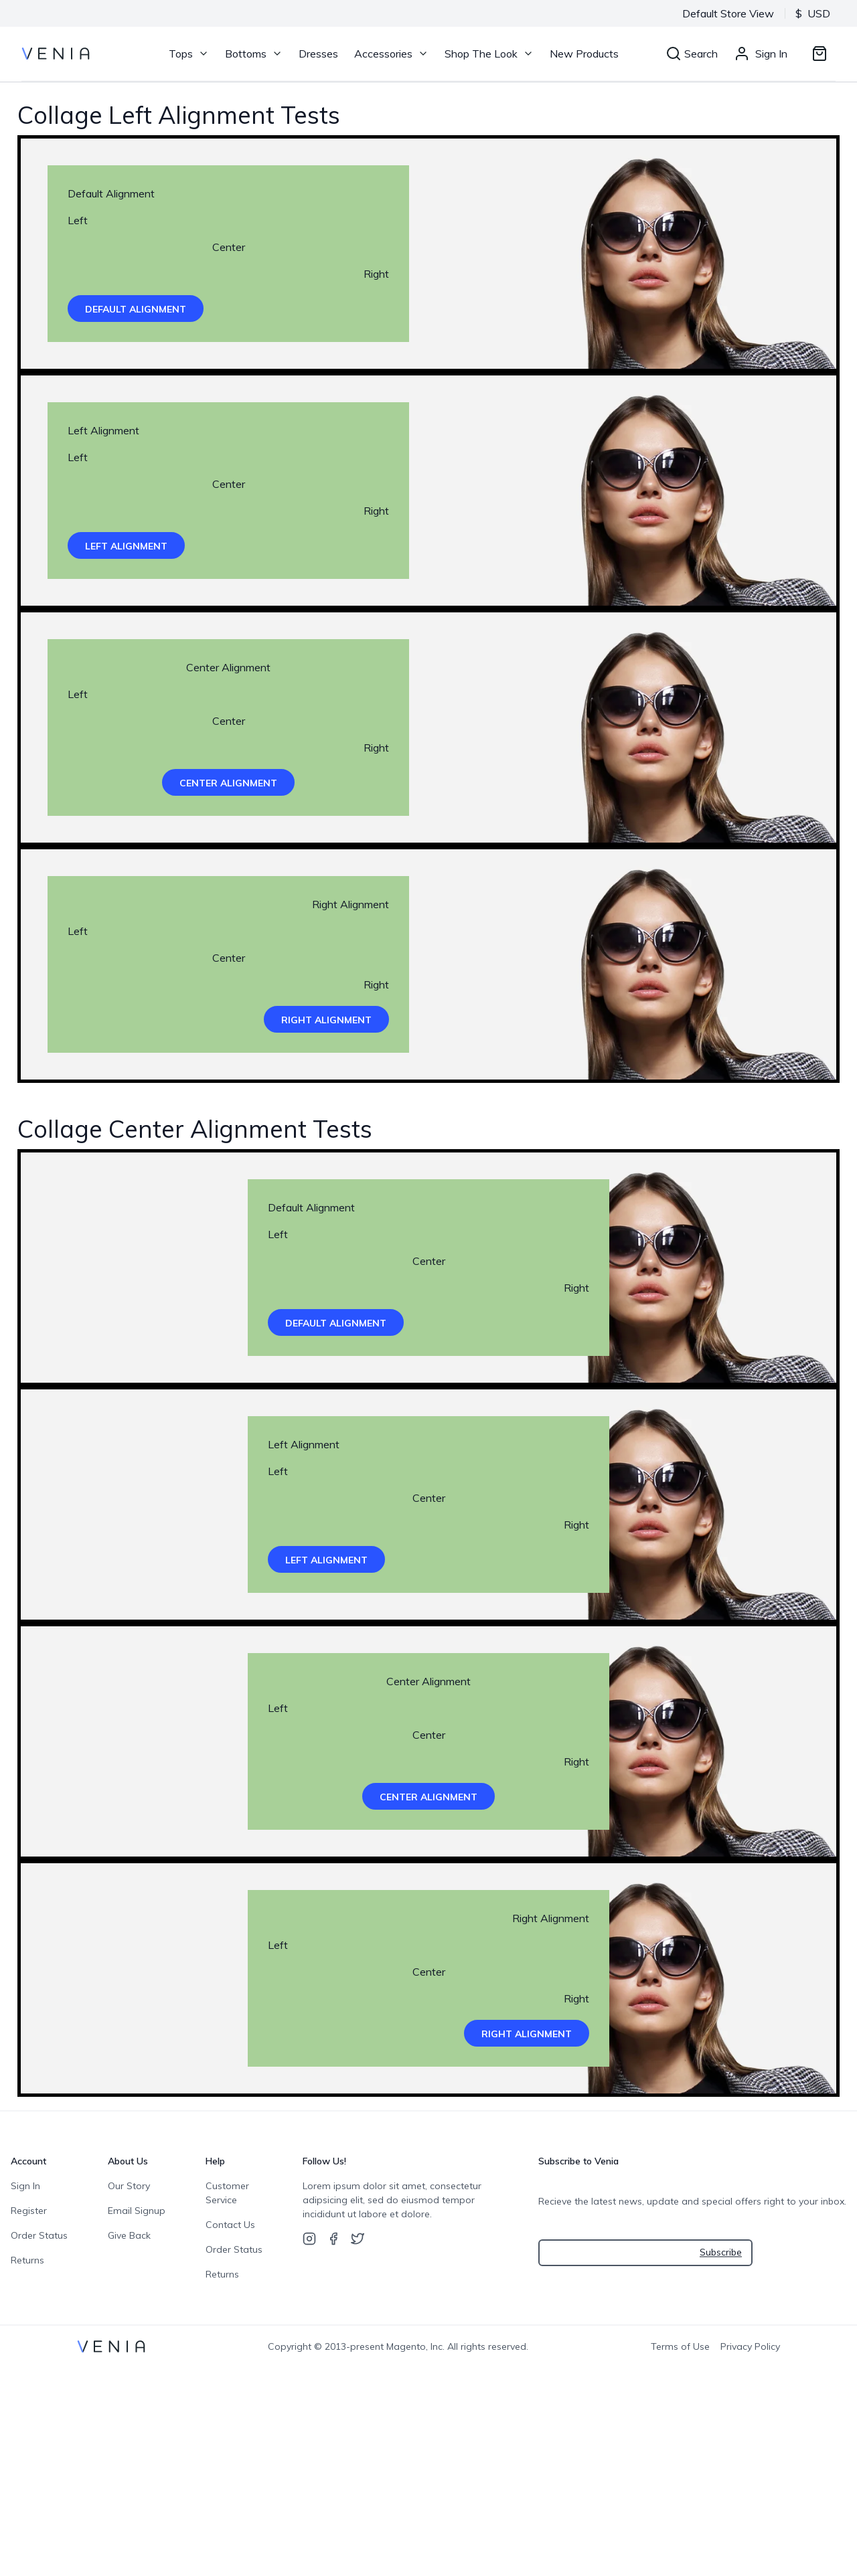 Default Store View $ USD
VENIA Tops Bottoms Dresses Accessories Shop The Look New Products Search Sign In
Collage Left Alignment Tests
Default Alignment
Left
Center
Right
DEFAULT ALIGNMENT
Left Alignment
Left
Center
Right
LEFT ALIGNMENT
Center Alignment
Left
Center
Right
CENTER ALIGNMENT
Right Alignment
Left
Center
Right
RIGHT ALIGNMENT
Collage Center Alignment Tests
Default Alignment
Left
Center
Right
DEFAULT ALIGNMENT
Left Alignment
Left
Center
Right
LEFT ALIGNMENT
Center Alignment
Left
Center
Right
CENTER ALIGNMENT
Right Alignment
Left
Center
Right
RIGHT ALIGNMENT
Account
Sign In
Register
Order Status
Returns
About Us
Our Story
Email Signup
Give Back
Help
Customer
Service
Contact Us
Order Status
Returns
Follow Us!
Lorem ipsum dolor sit amet, consectetur
adipsicing elit, sed do eiusmod tempor
incididunt ut labore et dolore.
Subscribe to Venia
Recieve the latest news, update and special offers right to your inbox.
Subscribe
VENIA Copyright © 2013-present Magento, Inc. All rights reserved. Terms of Use Privacy Policy